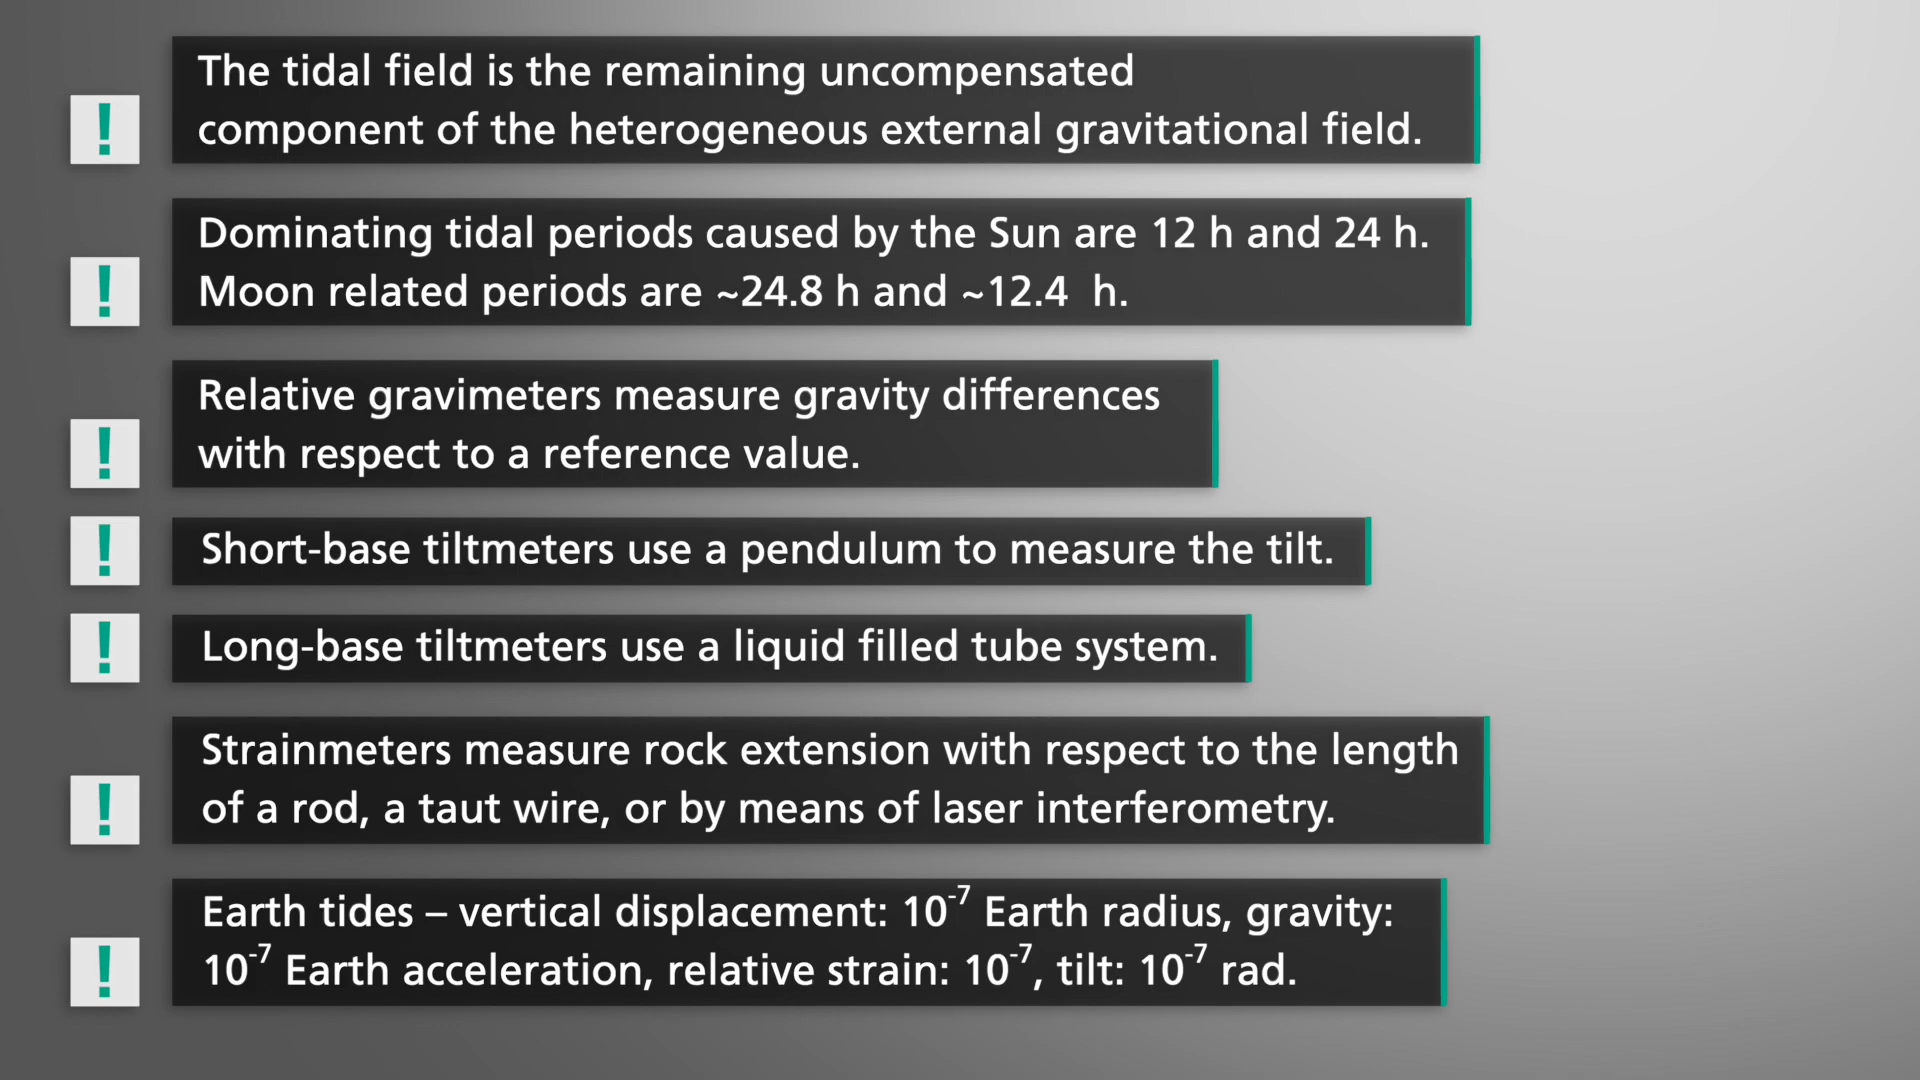 ! The tidal field is the remaining uncompensated
component of the heterogeneous external gravitational field.
! Dominating tidal periods caused by the Sun are 12 h and 24 h.
Moon related periods are ~24.8 h and ~12.4  h.
! Relative gravimeters measure gravity differences
with respect to a reference value.
! Short-base tiltmeters use a pendulum to measure the tilt.
! Long-base tiltmeters use a liquid filled tube system.
! Strainmeters measure rock extension with respect to the length
of a rod, a taut wire, or by means of laser interferometry.
! Earth tides – vertical displacement: 10⁻⁷ Earth radius, gravity:
10⁻⁷ Earth acceleration, relative strain: 10⁻⁷, tilt: 10⁻⁷ rad.